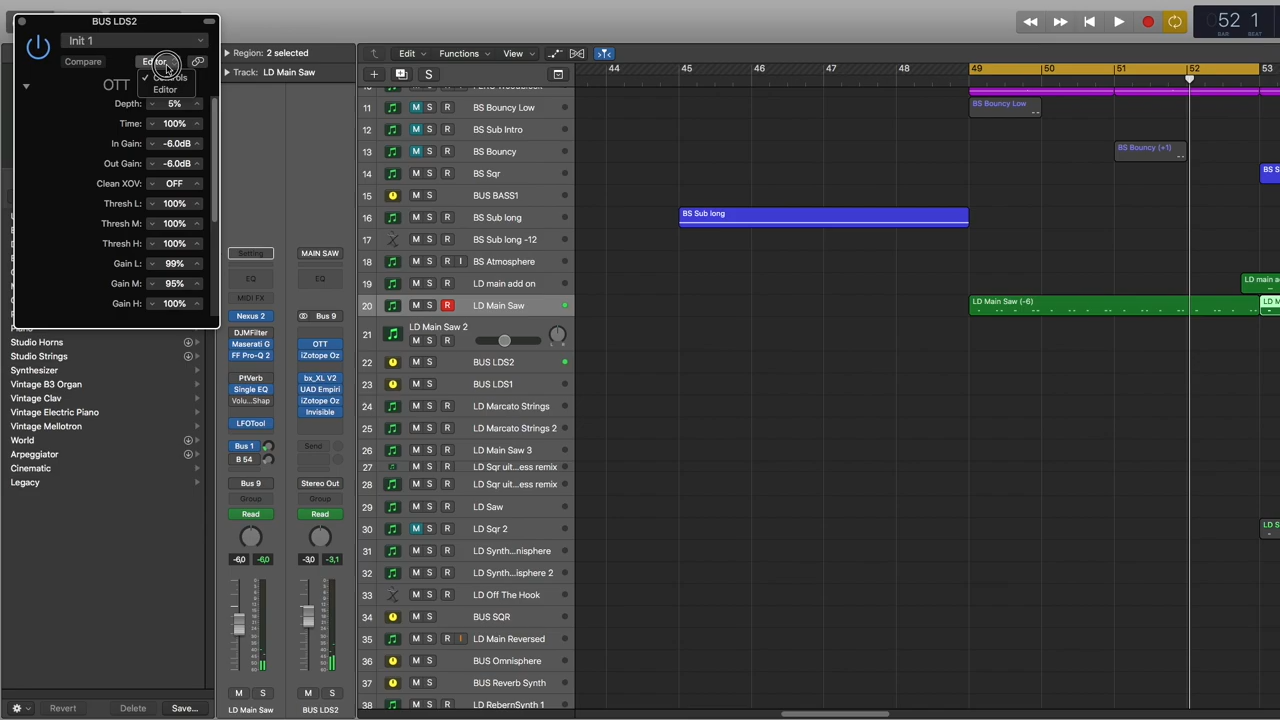 BUS LDS2
Init 1
Compare
Editor
Controls
Editor
OTT
Depth: 5%
Time: 100%
In Gain: -6.0dB
Out Gain: -6.0dB
Clean XOV: OFF
Thresh L: 100%
Thresh M: 100%
Thresh H: 100%
Gain L: 99%
Gain M: 95%
Gain H: 100%
Studio Horns
Studio Strings
Synthesizer
Vintage B3 Organ
Vintage Clav
Vintage Electric Piano
Vintage Mellotron
World
Arpeggiator
Cinematic
Legacy
Revert Delete Save...
Region: 2 selected
Track: LD Main Saw
Setting MAIN SAW
EQ EQ
MIDI FX
Nexus 2 Bus 9
DJMFilter OTT
Maserati G iZotope Oz
FF Pro-Q 2
PtVerb bx_XL V2
Single EQ UAD Empiri
Volu...Shap iZotope Oz
Invisible
LFOTool
Bus 1 Send
B 54
Bus 9 Stereo Out
Group Group
Read Read
-6,0 -6,0 -3,0 -3,1
M S M S
LD Main Saw BUS LDS2
Edit Functions View
52 1
BAR BEAT
S
44 45 46 47 48 49 50 51 52 53
11 M S BS Bouncy Low
12 M S BS Sub Intro
13 M S BS Bouncy
14 M S BS Sqr
15 M S BUS BASS1
16 M S BS Sub long
17 M S BS Sub long -12
18 M S R I BS Atmosphere
19 M S R LD main add on
20 M S R LD Main Saw
21 M S R LD Main Saw 2
22 M S BUS LDS2
23 M S BUS LDS1
24 M S R LD Marcato Strings
25 M S R LD Marcato Strings 2
26 M S R LD Main Saw 3
27 M S R LD Sqr uit...ess remix
28 M S R LD Sqr uit...ess remix
29 M S R LD Saw
30 M S R LD Sqr 2
31 M S R LD Synth...nisphere
32 M S R LD Synth...isphere 2
33 M S R LD Off The Hook
34 M S BUS SQR
35 M S R I LD Main Reversed
36 M S BUS Omnisphere
37 M S BUS Reverb Synth
38 M S R LD RebernSynth 1
BS Bouncy Low
BS Bouncy (+1)
BS S
BS Sub long
LD main a
LD Main Saw (-6)
LD M
LD S